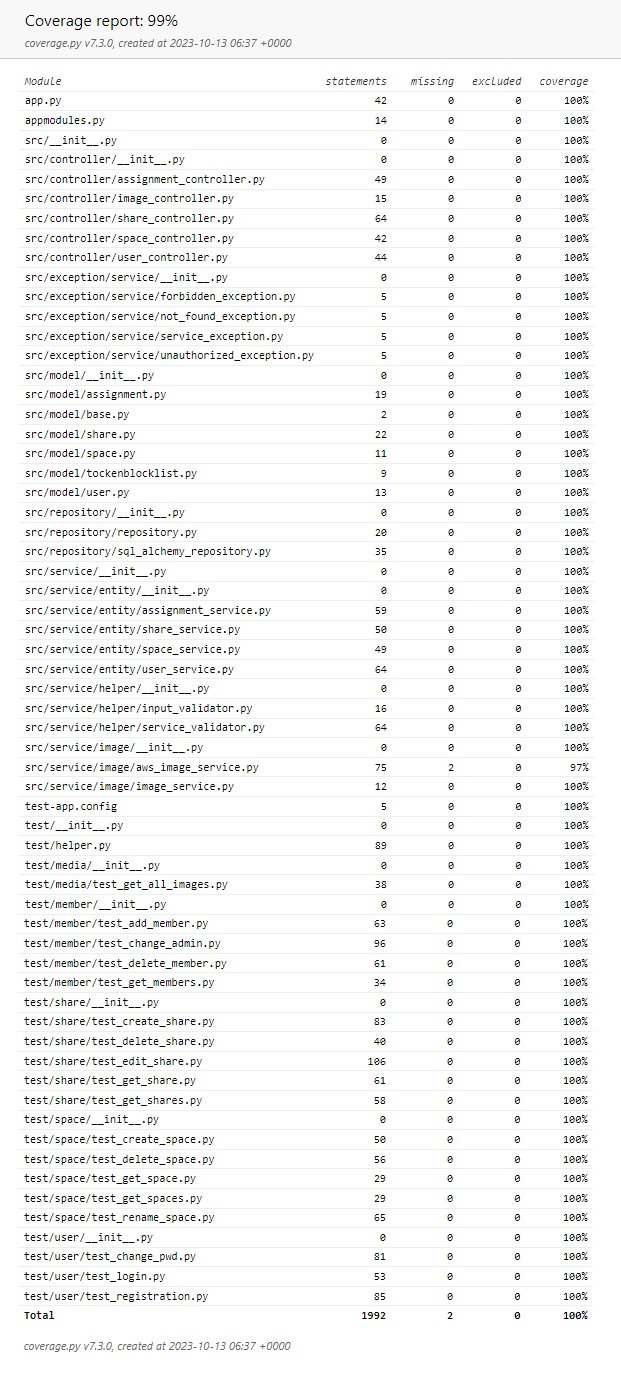 Coverage report: 99%
coverage.py v7.3.0, created at 2023-10-13 06:37 +0000
Module statements missing excluded coverage
app.py 42 0 0 100%
appmodules.py 14 0 0 100%
src/__init__.py 0 0 0 100%
src/controller/__init__.py 0 0 0 100%
src/controller/assignment_controller.py 49 0 0 100%
src/controller/image_controller.py 15 0 0 100%
src/controller/share_controller.py 64 0 0 100%
src/controller/space_controller.py 42 0 0 100%
src/controller/user_controller.py 44 0 0 100%
src/exception/service/__init__.py 0 0 0 100%
src/exception/service/forbidden_exception.py 5 0 0 100%
src/exception/service/not_found_exception.py 5 0 0 100%
src/exception/service/service_exception.py 5 0 0 100%
src/exception/service/unauthorized_exception.py 5 0 0 100%
src/model/__init__.py 0 0 0 100%
src/model/assignment.py 19 0 0 100%
src/model/base.py 2 0 0 100%
src/model/share.py 22 0 0 100%
src/model/space.py 11 0 0 100%
src/model/tockenblocklist.py 9 0 0 100%
src/model/user.py 13 0 0 100%
src/repository/__init__.py 0 0 0 100%
src/repository/repository.py 20 0 0 100%
src/repository/sql_alchemy_repository.py 35 0 0 100%
src/service/__init__.py 0 0 0 100%
src/service/entity/__init__.py 0 0 0 100%
src/service/entity/assignment_service.py 59 0 0 100%
src/service/entity/share_service.py 50 0 0 100%
src/service/entity/space_service.py 49 0 0 100%
src/service/entity/user_service.py 64 0 0 100%
src/service/helper/__init__.py 0 0 0 100%
src/service/helper/input_validator.py 16 0 0 100%
src/service/helper/service_validator.py 64 0 0 100%
src/service/image/__init__.py 0 0 0 100%
src/service/image/aws_image_service.py 75 2 0 97%
src/service/image/image_service.py 12 0 0 100%
test-app.config 5 0 0 100%
test/__init__.py 0 0 0 100%
test/helper.py 89 0 0 100%
test/media/__init__.py 0 0 0 100%
test/media/test_get_all_images.py 38 0 0 100%
test/member/__init__.py 0 0 0 100%
test/member/test_add_member.py 63 0 0 100%
test/member/test_change_admin.py 96 0 0 100%
test/member/test_delete_member.py 61 0 0 100%
test/member/test_get_members.py 34 0 0 100%
test/share/__init__.py 0 0 0 100%
test/share/test_create_share.py 83 0 0 100%
test/share/test_delete_share.py 40 0 0 100%
test/share/test_edit_share.py 106 0 0 100%
test/share/test_get_share.py 61 0 0 100%
test/share/test_get_shares.py 58 0 0 100%
test/space/__init__.py 0 0 0 100%
test/space/test_create_space.py 50 0 0 100%
test/space/test_delete_space.py 56 0 0 100%
test/space/test_get_space.py 29 0 0 100%
test/space/test_get_spaces.py 29 0 0 100%
test/space/test_rename_space.py 65 0 0 100%
test/user/__init__.py 0 0 0 100%
test/user/test_change_pwd.py 81 0 0 100%
test/user/test_login.py 53 0 0 100%
test/user/test_registration.py 85 0 0 100%
Total 1992 2 0 100%
coverage.py v7.3.0, created at 2023-10-13 06:37 +0000